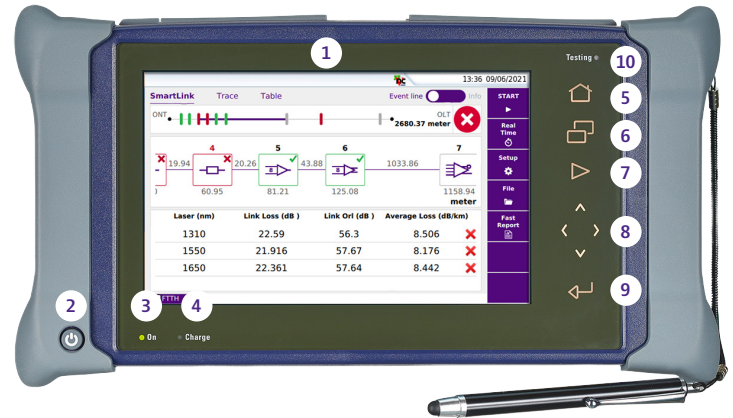 1
Testing
10
13:36 09/06/2021
SmartLink Trace Table Event line Info START
ONT OLT
2680.37 meter
Real
Time
4 5 6 7
19.94 20.26 43.88 1033.86
8 8
60.95 81.21 125.08 1158.94
meter
Setup
File
Fast
Report
Laser (nm) Link Loss (dB ) Link Orl (dB ) Average Loss (dB/km)
1310 22.59 56.3 8.506
1550 21.916 57.67 8.176
1650 22.361 57.64 8.442
FTTH
5
6
7
8
9
2
3
4
On
Charge